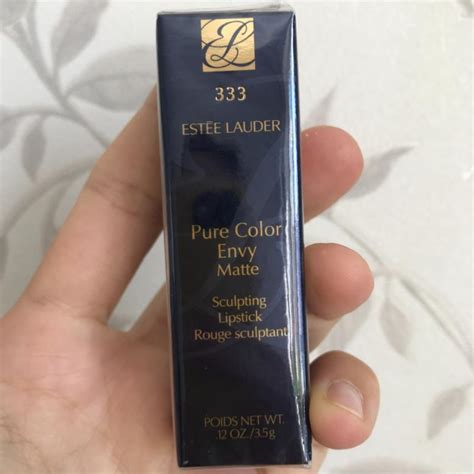 333
ESTĒE LAUDER
Pure Color
Envy
Matte
Sculpting
Lipstick
Rouge sculptant
POIDS NET WT.
.12 OZ./3.5g